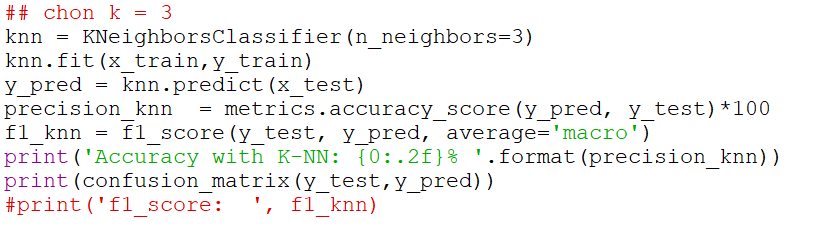 ## chon k = 3
knn = KNeighborsClassifier(n_neighbors=3)
knn.fit(x_train,y_train)
y_pred = knn.predict(x_test)
precision_knn  = metrics.accuracy_score(y_pred, y_test)*100
f1_knn = f1_score(y_test, y_pred, average='macro')
print('Accuracy with K-NN: {0:.2f}% '.format(precision_knn))
print(confusion_matrix(y_test,y_pred))
#print('f1_score:  ', f1_knn)